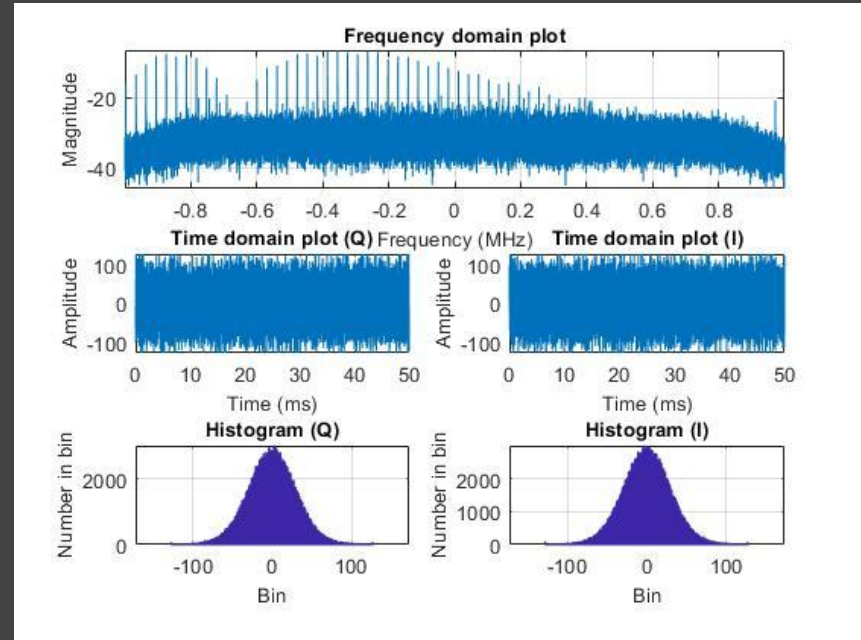 Frequency domain plot
Magnitude
-20
-40
-0.8 -0.6 -0.4 -0.2 0 0.2 0.4 0.6 0.8
Frequency (MHz)
Time domain plot (Q)
Amplitude
100
0
-100
0 10 20 30 40 50
Time (ms)
Time domain plot (I)
Amplitude
100
0
-100
0 10 20 30 40 50
Time (ms)
Histogram (Q)
Number in bin
2000
0
-100 0 100
Bin
Histogram (I)
Number in bin
2000
1000
0
-100 0 100
Bin